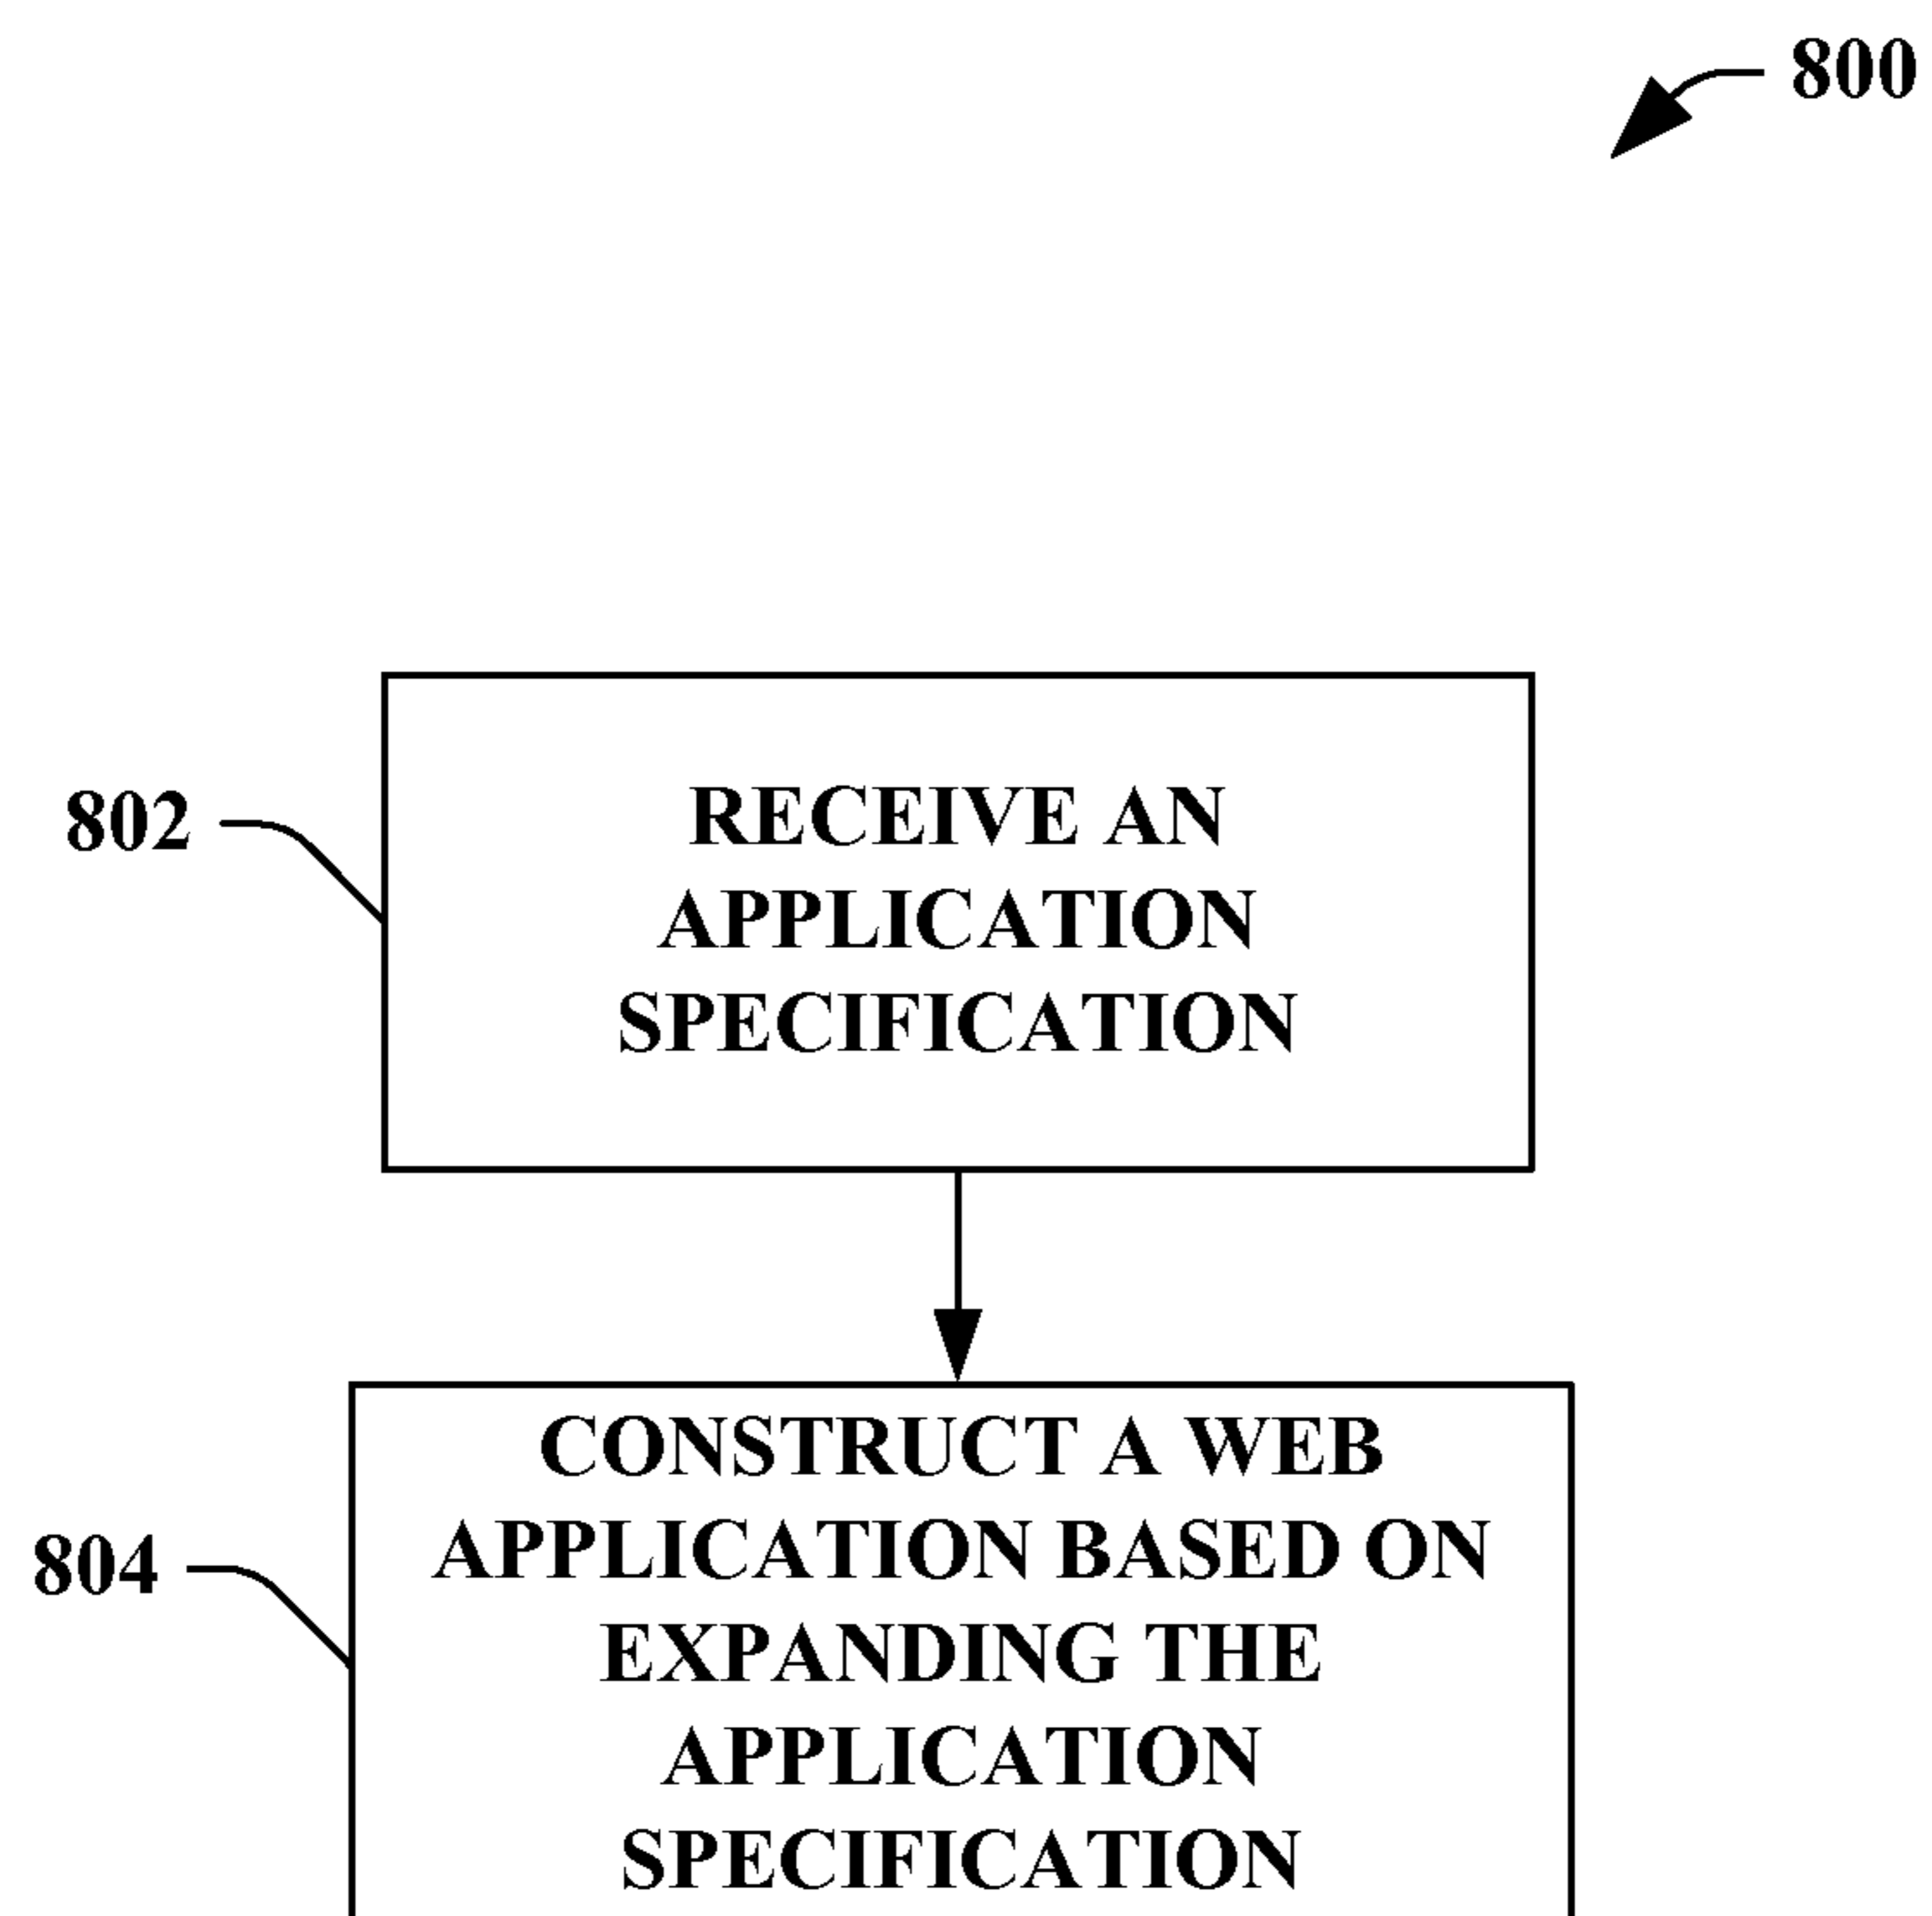 800
802
RECEIVE AN
APPLICATION
SPECIFICATION
804
CONSTRUCT A WEB
APPLICATION BASED ON
EXPANDING THE
APPLICATION
SPECIFICATION